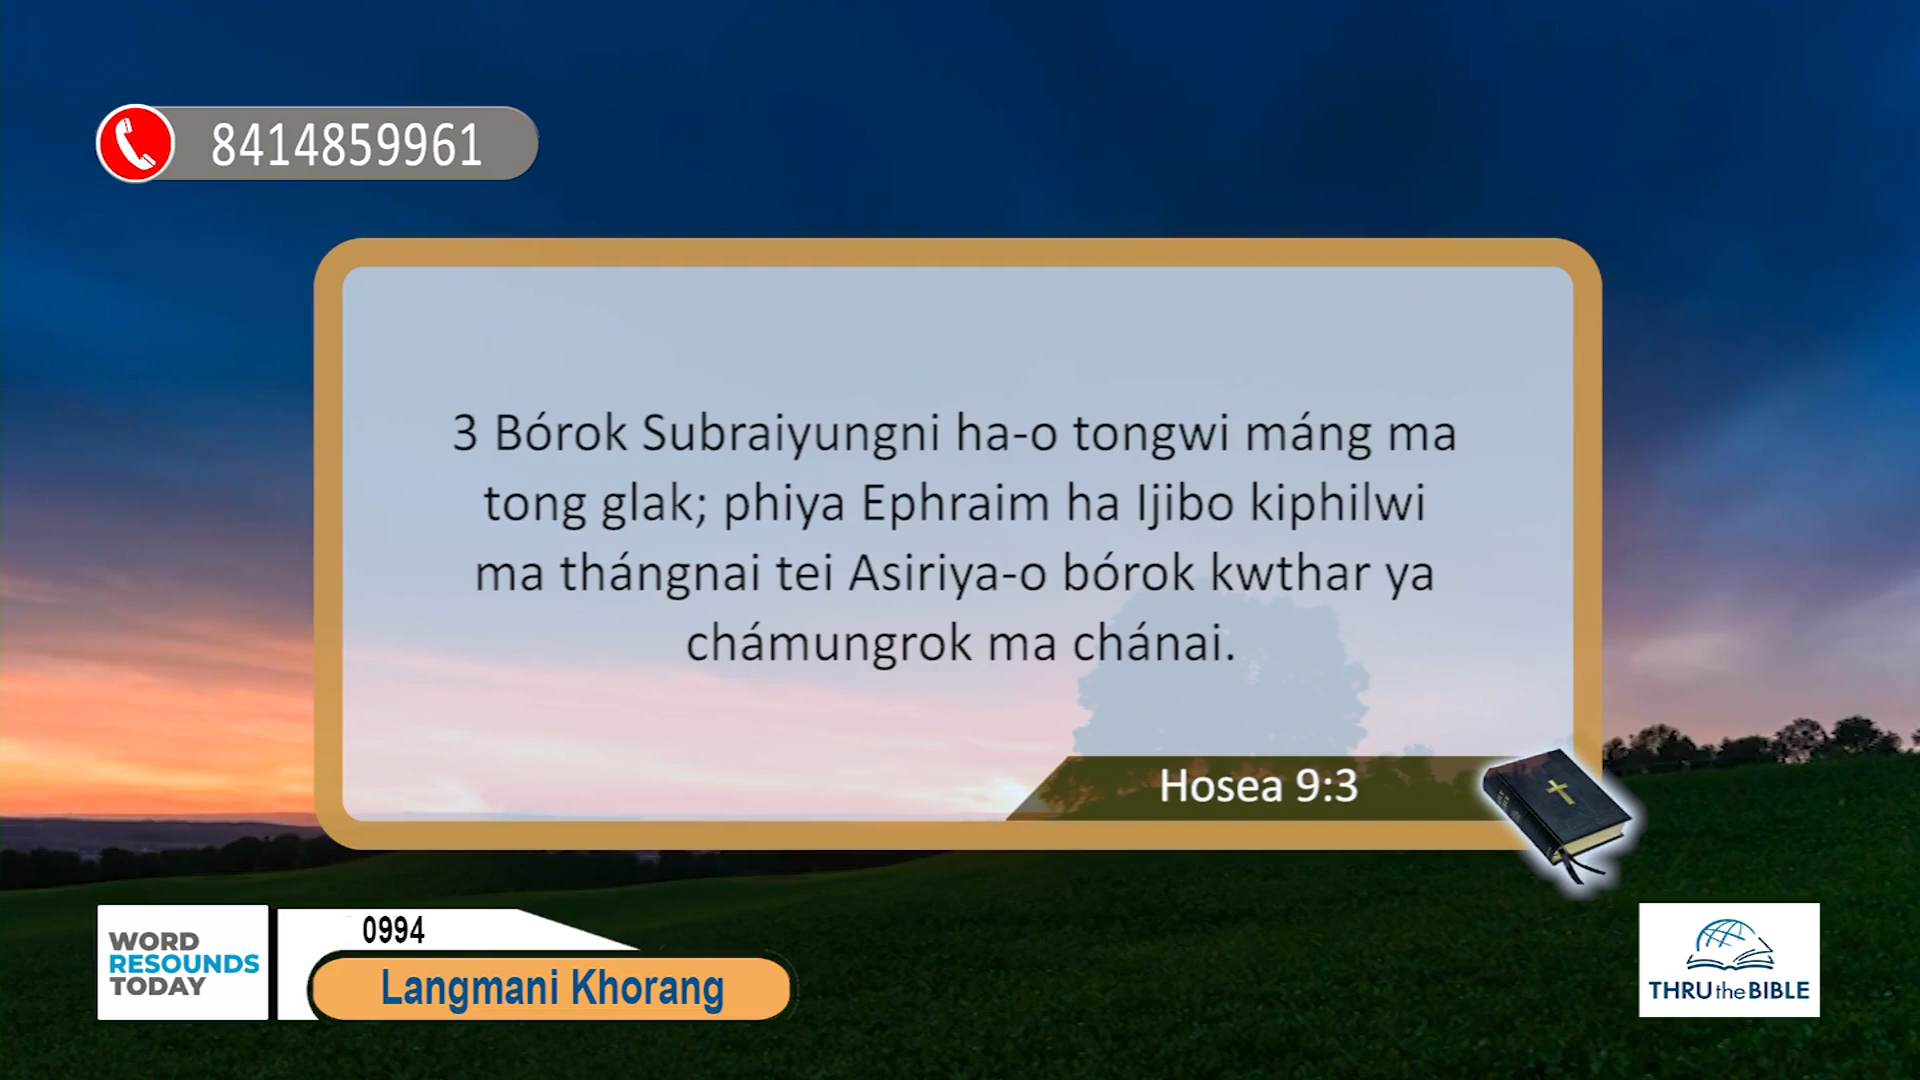 8414859961
3 Bórok Subraiyungni ha-o tongwi máng ma
tong glak; phiya Ephraim ha Ijibo kiphilwi
ma thángnai tei Asiriya-o bórok kwthar ya
chámungrok ma chánai.
Hosea 9:3
WORD
RESOUNDS
TODAY
0994
Langmani Khorang
THRU the BIBLE